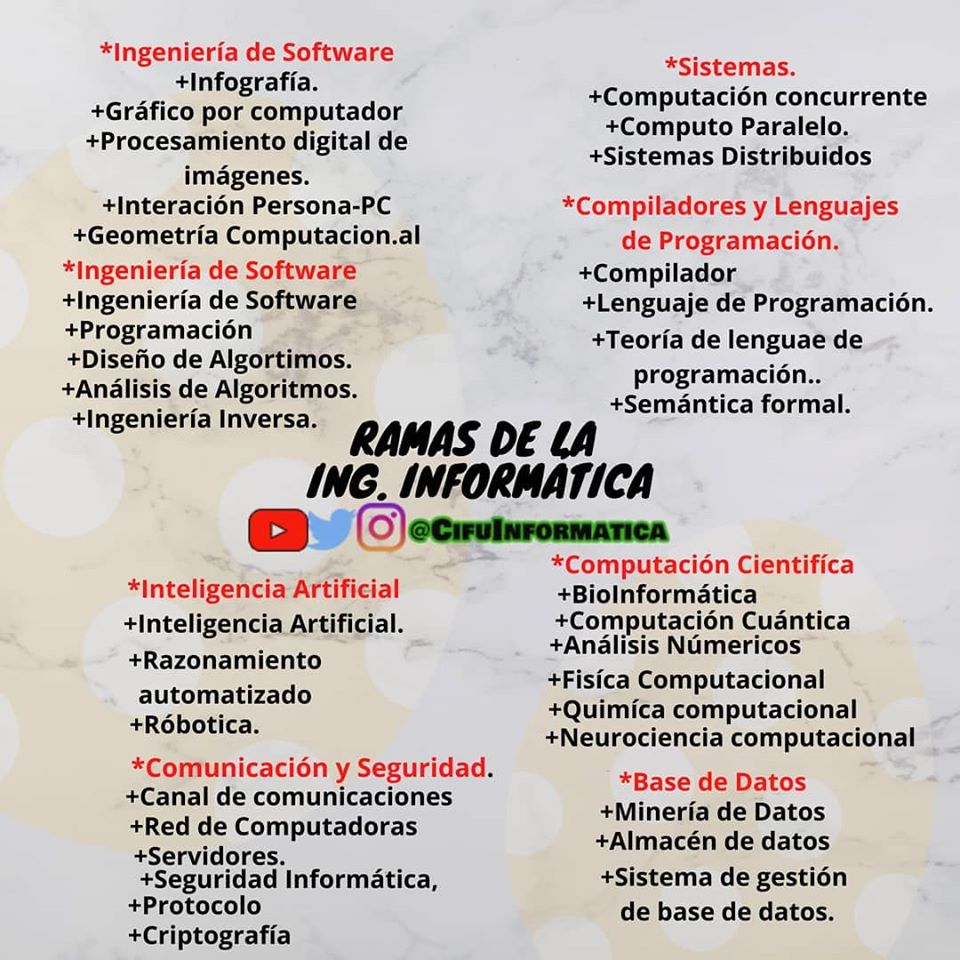 *Ingeniería de Software
+Infografía.
+Gráfico por computador
+Procesamiento digital de
imágenes.
+Interación Persona-PC
+Geometría Computacion.al
*Ingeniería de Software
+Ingeniería de Software
+Programación
+Diseño de Algortimos.
+Análisis de Algoritmos.
+Ingeniería Inversa.
*Sistemas.
+Computación concurrente
+Computo Paralelo.
+Sistemas Distribuidos
*Compiladores y Lenguajes
de Programación.
+Compilador
+Lenguaje de Programación.
+Teoría de lenguae de
programación..
+Semántica formal.
RAMAS DE LA
ING. INFORMÁTICA
@CIFUINFORMATICA
*Inteligencia Artificial
+Inteligencia Artificial.
+Razonamiento
automatizado
+Róbotica.
*Comunicación y Seguridad.
+Canal de comunicaciones
+Red de Computadoras
+Servidores.
+Seguridad Informática,
+Protocolo
+Criptografía
*Computación Cientifíca
+BioInformática
+Computación Cuántica
+Análisis Númericos
+Fisíca Computacional
+Quimíca computacional
+Neurociencia computacional
*Base de Datos
+Minería de Datos
+Almacén de datos
+Sistema de gestión
de base de datos.